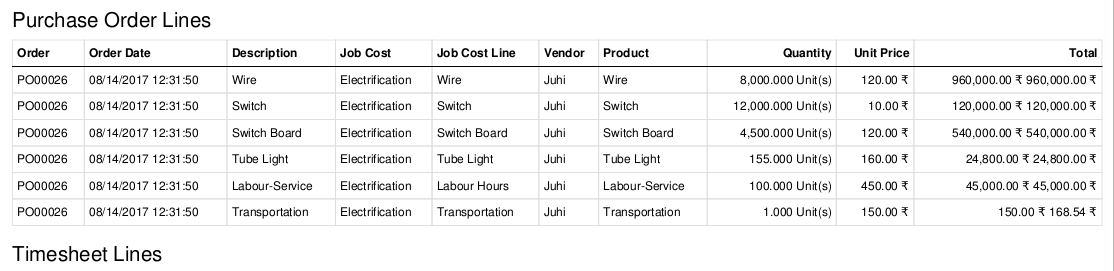 Purchase Order Lines
Order Order Date Description Job Cost Job Cost Line Vendor Product Quantity Unit Price Total
PO00026 08/14/2017 12:31:50 Wire Electrification Wire Juhi Wire 8,000.000 Unit(s) 120.00 ₹ 960,000.00 ₹ 960,000.00 ₹
PO00026 08/14/2017 12:31:50 Switch Electrification Switch Juhi Switch 12,000.000 Unit(s) 10.00 ₹ 120,000.00 ₹ 120,000.00 ₹
PO00026 08/14/2017 12:31:50 Switch Board Electrification Switch Board Juhi Switch Board 4,500.000 Unit(s) 120.00 ₹ 540,000.00 ₹ 540,000.00 ₹
PO00026 08/14/2017 12:31:50 Tube Light Electrification Tube Light Juhi Tube Light 155.000 Unit(s) 160.00 ₹ 24,800.00 ₹ 24,800.00 ₹
PO00026 08/14/2017 12:31:50 Labour-Service Electrification Labour Hours Juhi Labour-Service 100.000 Unit(s) 450.00 ₹ 45,000.00 ₹ 45,000.00 ₹
PO00026 08/14/2017 12:31:50 Transportation Electrification Transportation Juhi Transportation 1.000 Unit(s) 150.00 ₹ 150.00 ₹ 168.54 ₹
Timesheet Lines